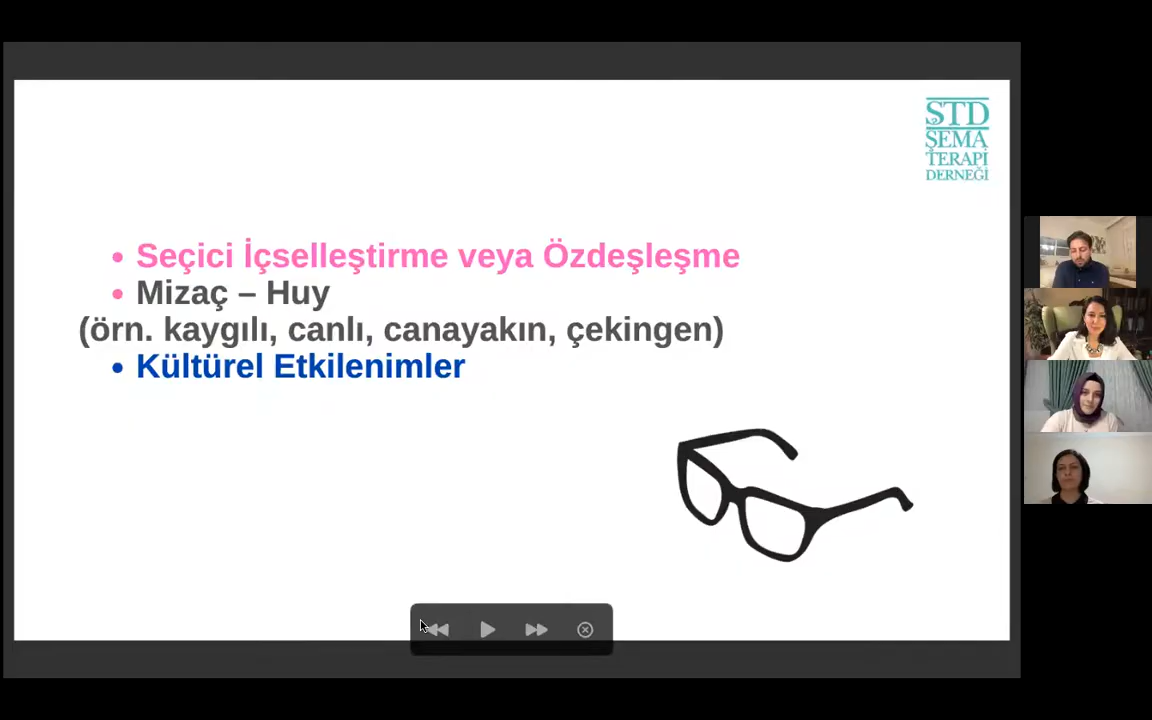 STD
ŞEMA
TERAPİ
DERNEĞİ
• Seçici İçselleştirme veya Özdeşleşme
• Mizaç – Huy
(örn. kaygılı, canlı, canayakın, çekingen)
• Kültürel Etkilenimler